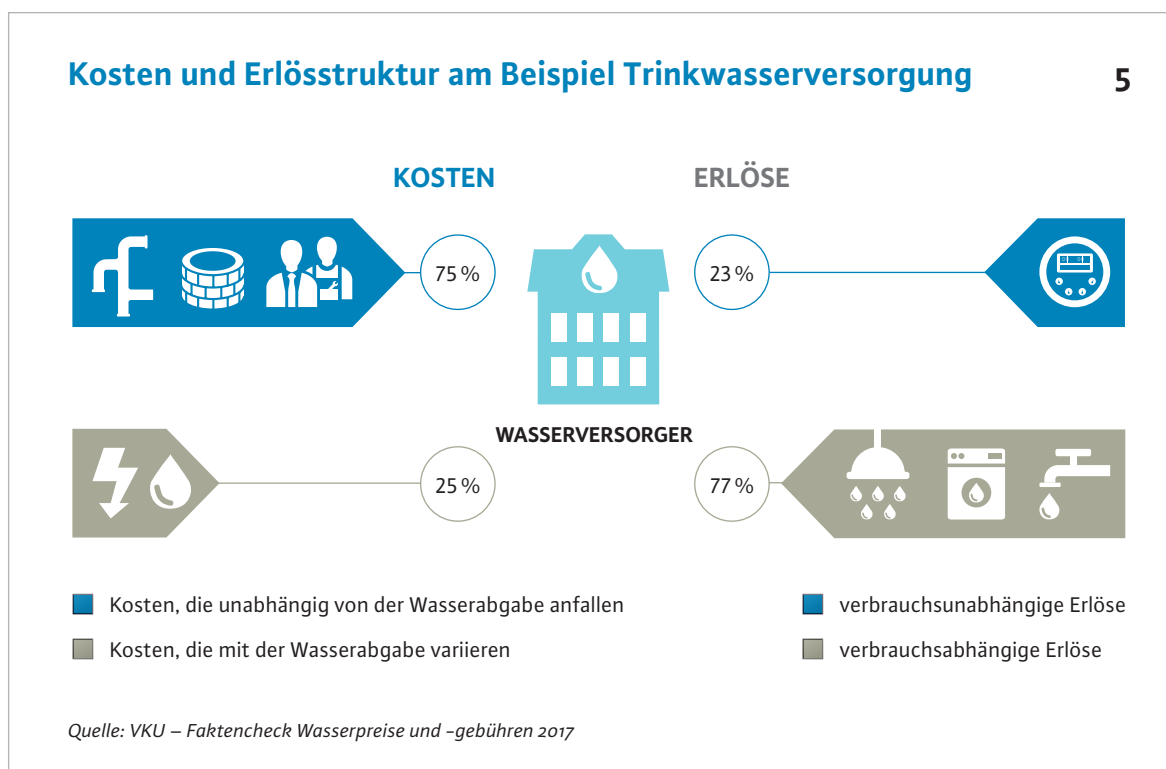 Kosten und Erlösstruktur am Beispiel Trinkwasserversorgung
5
KOSTEN
ERLÖSE
75 %
23 %
WASSERVERSORGER
25 %
77 %
Kosten, die unabhängig von der Wasserabgabe anfallen
verbrauchsunabhängige Erlöse
Kosten, die mit der Wasserabgabe variieren
verbrauchsabhängige Erlöse
Quelle: VKU – Faktencheck Wasserpreise und -gebühren 2017